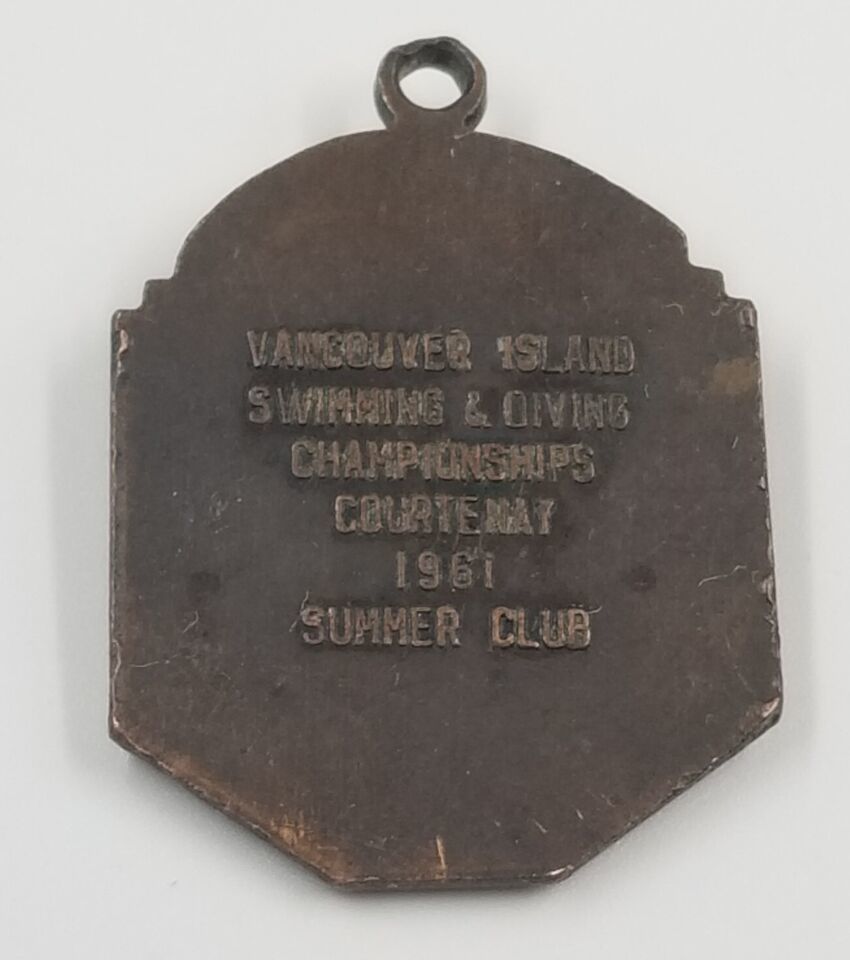 VANCOUVER ISLAND
SWIMMING & DIVING
CHAMPIONSHIPS
COURTENAY
1961
SUMMER CLUB